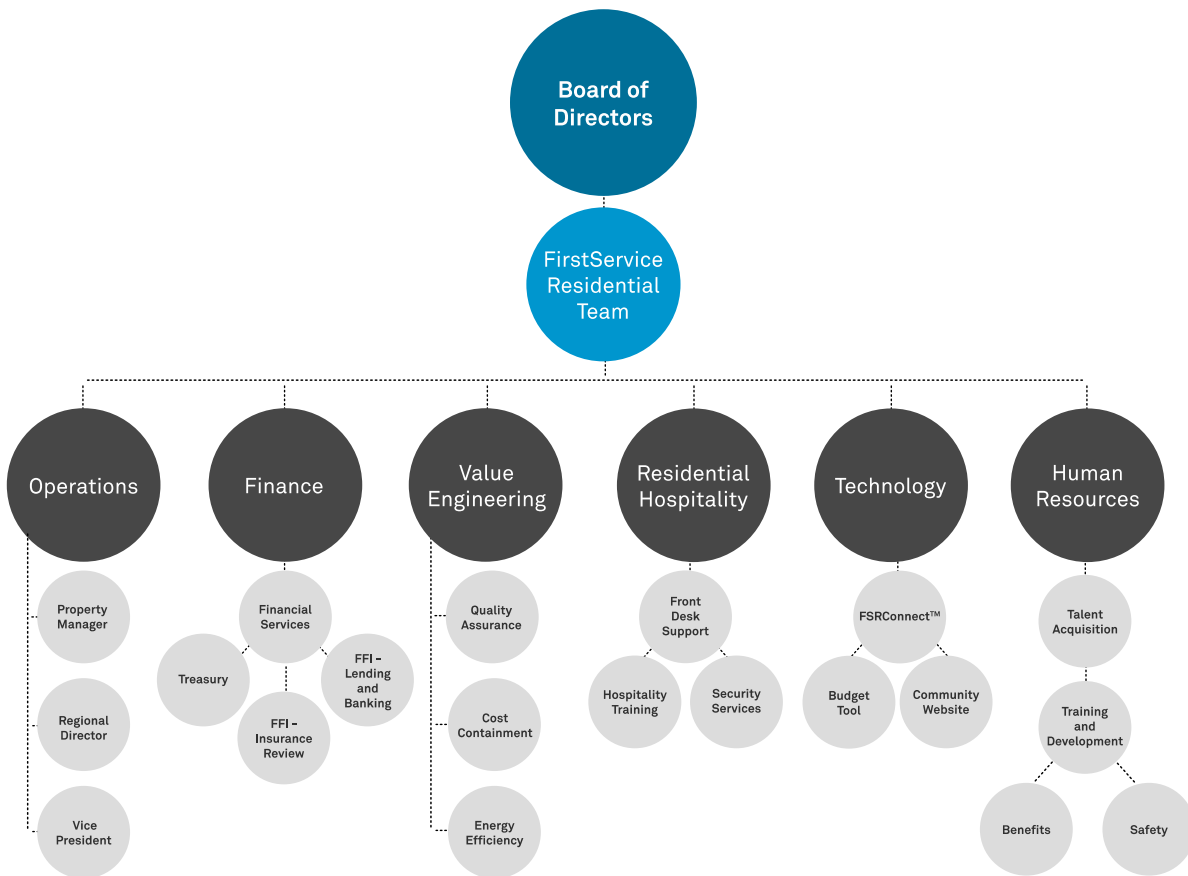 Board of
Directors
FirstService
Residential
Team
Operations
Finance
Value
Engineering
Residential
Hospitality
Technology
Human
Resources
Property
Manager
Regional
Director
Vice
President
Financial
Services
Treasury
FFI –
Insurance
Review
FFI –
Lending
and
Banking
Quality
Assurance
Cost
Containment
Energy
Efficiency
Front
Desk
Support
Hospitality
Training
Security
Services
FSRConnect™
Budget
Tool
Community
Website
Talent
Acquisition
Training
and
Development
Benefits
Safety